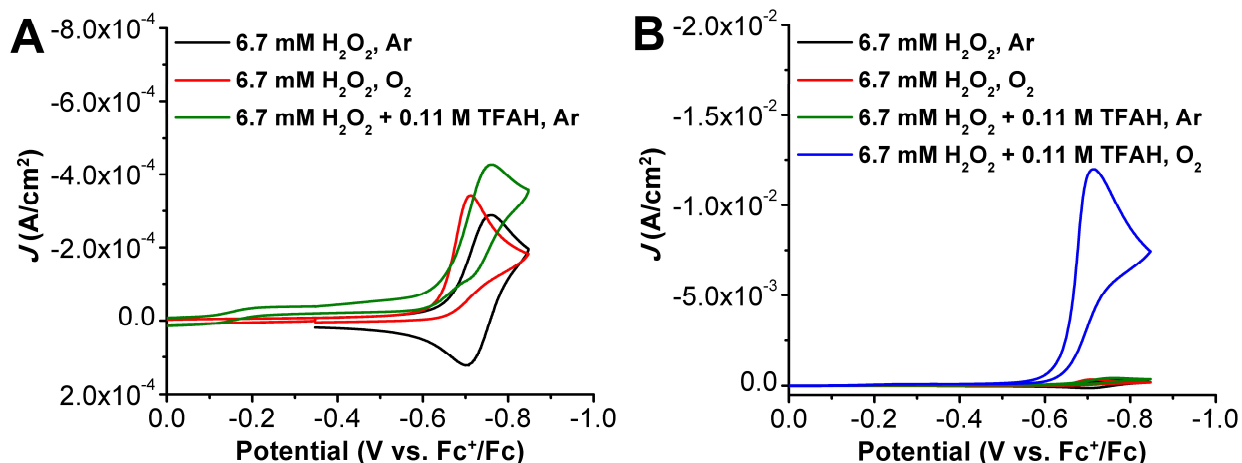 A
-8.0x10⁻⁴
-6.0x10⁻⁴
-4.0x10⁻⁴
-2.0x10⁻⁴
0.0
2.0x10⁻⁴
J (A/cm²)
6.7 mM H₂O₂, Ar
6.7 mM H₂O₂, O₂
6.7 mM H₂O₂ + 0.11 M TFAH, Ar
0.0 -0.2 -0.4 -0.6 -0.8 -1.0
Potential (V vs. Fc⁺/Fc)
B
-2.0x10⁻²
-1.5x10⁻²
-1.0x10⁻²
-5.0x10⁻³
0.0
J (A/cm²)
6.7 mM H₂O₂, Ar
6.7 mM H₂O₂, O₂
6.7 mM H₂O₂ + 0.11 M TFAH, Ar
6.7 mM H₂O₂ + 0.11 M TFAH, O₂
0.0 -0.2 -0.4 -0.6 -0.8 -1.0
Potential (V vs. Fc⁺/Fc)